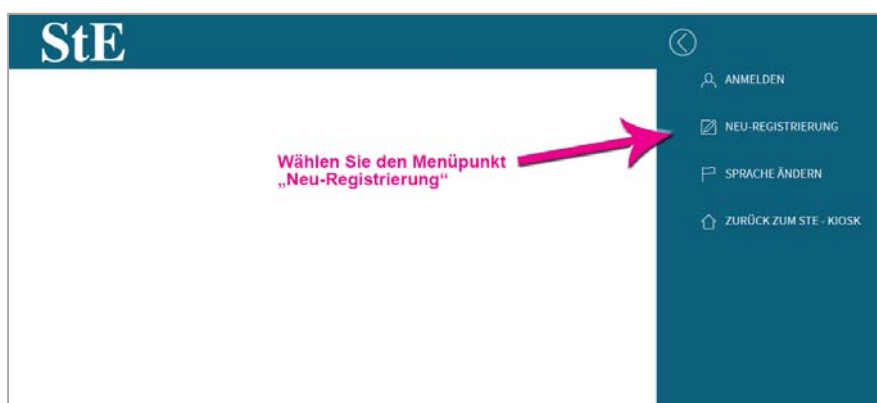 StE
ANMELDEN
NEU-REGISTRIERUNG
Wählen Sie den Menüpunkt
„Neu-Registrierung“
SPRACHE ÄNDERN
ZURÜCK ZUM STE - KIOSK